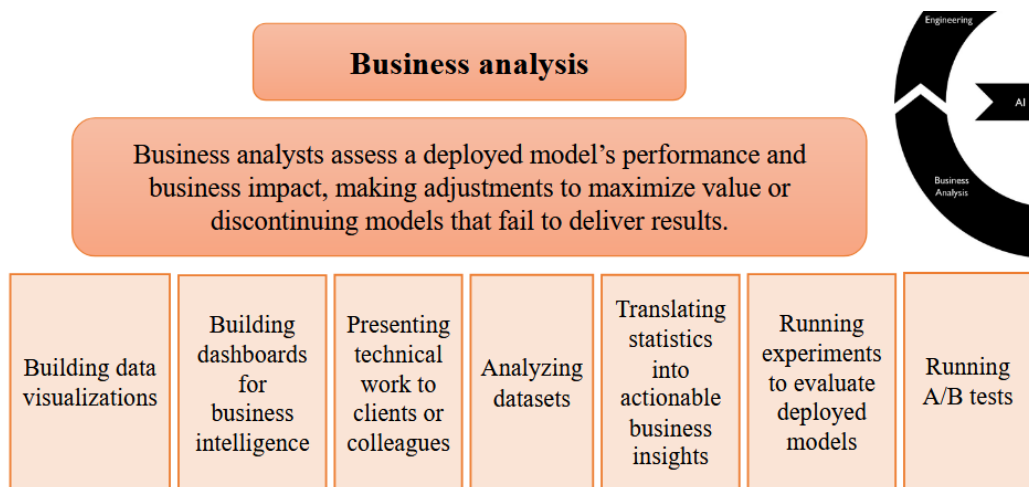 Business analysis
Engineering
AI
Business analysts assess a deployed model’s performance and
business impact, making adjustments to maximize value or
discontinuing models that fail to deliver results.
Business
Analysis
Building data
visualizations
Building
dashboards
for
business
intelligence
Presenting
technical
work to
clients or
colleagues
Analyzing
datasets
Translating
statistics
into
actionable
business
insights
Running
experiments
to evaluate
deployed
models
Running
A/B tests